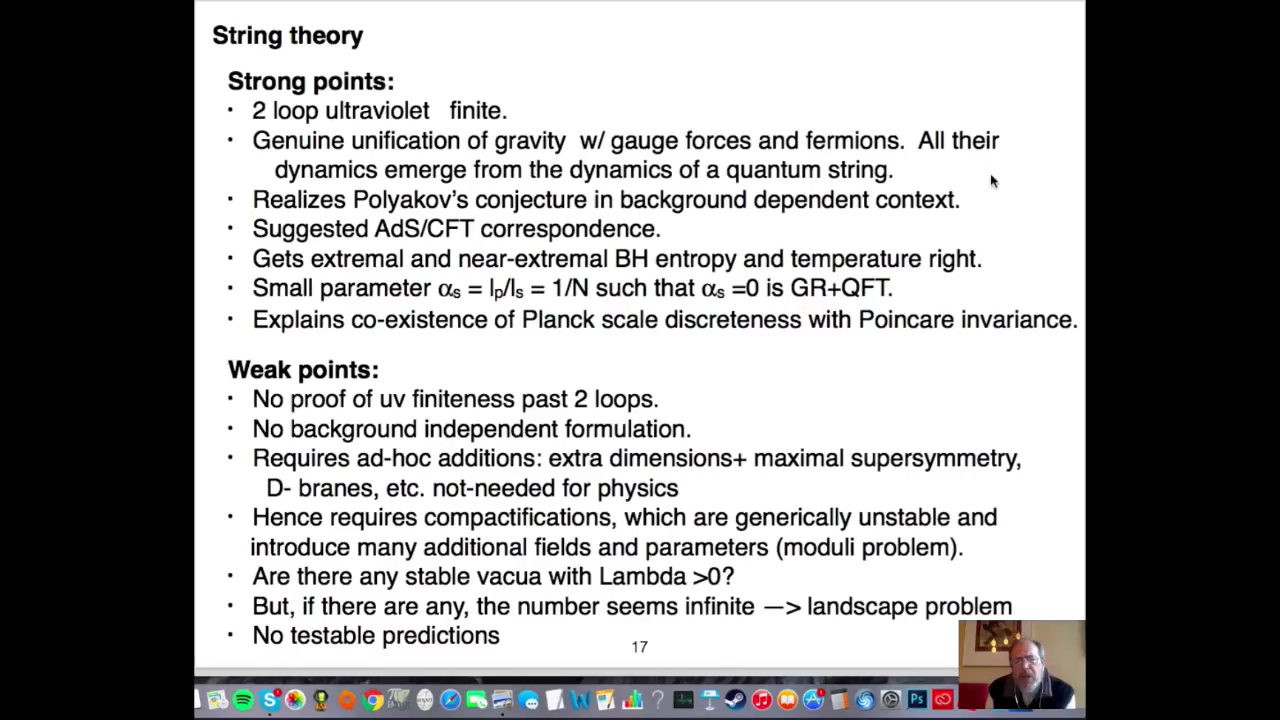 String theory
Strong points:
· 2 loop ultraviolet finite.
· Genuine unification of gravity w/ gauge forces and fermions. All their
dynamics emerge from the dynamics of a quantum string.
· Realizes Polyakov's conjecture in background dependent context.
· Suggested AdS/CFT correspondence.
· Gets extremal and near-extremal BH entropy and temperature right.
· Small parameter αs = lp/ls = 1/N such that αs =0 is GR+QFT.
· Explains co-existence of Planck scale discreteness with Poincare invariance.
Weak points:
· No proof of uv finiteness past 2 loops.
· No background independent formulation.
· Requires ad-hoc additions: extra dimensions+ maximal supersymmetry,
D- branes, etc. not-needed for physics
· Hence requires compactifications, which are generically unstable and
introduce many additional fields and parameters (moduli problem).
· Are there any stable vacua with Lambda >0?
· But, if there are any, the number seems infinite —> landscape problem
· No testable predictions
17
Ps